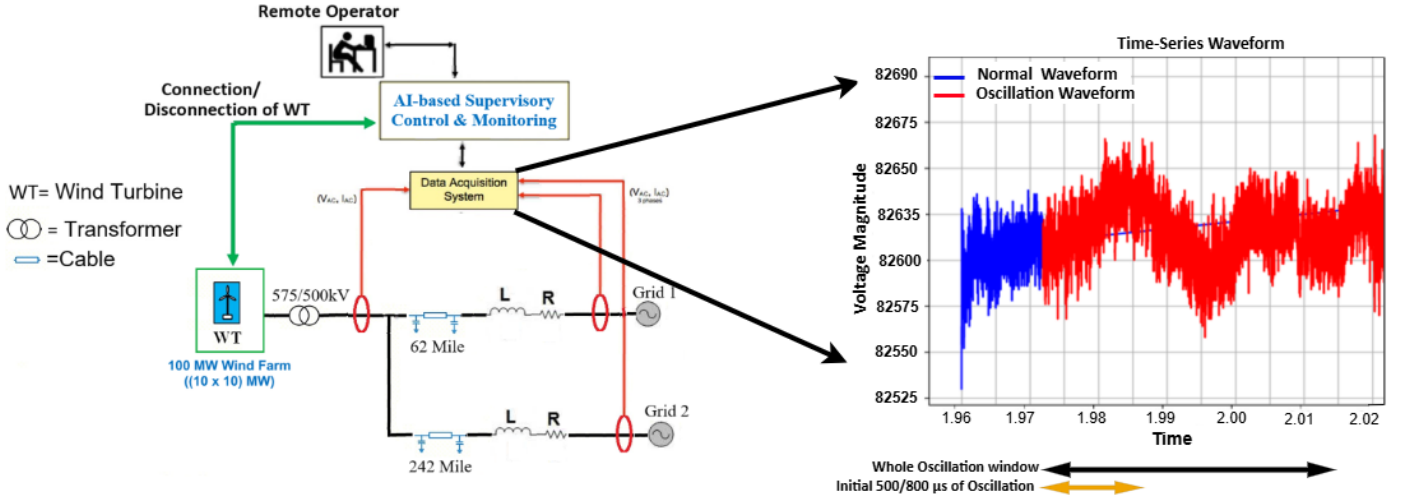 Remote Operator
Connection/
Disconnection of WT
AI-based Supervisory
Control & Monitoring
WT= Wind Turbine
= Transformer
=Cable
Data Acquisition
System
(VAC, IAC)
(VAC, IAC)
3 phases
575/500kV
WT
100 MW Wind Farm
((10 x 10) MW)
L
R
Grid 1
62 Mile
L
R
Grid 2
242 Mile
Time-Series Waveform
Normal Waveform
Oscillation Waveform
Voltage Magnitude
82690
82675
82650
82635
82600
82575
82550
82525
1.96
1.97
1.98
1.99
2.00
2.01
2.02
Time
Whole Oscillation window
Initial 500/800 µs of Oscillation